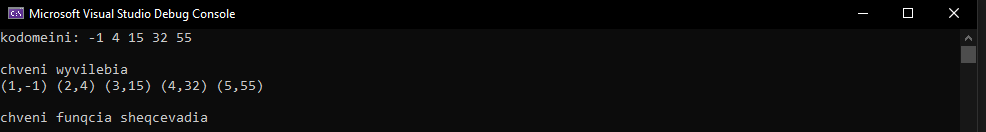 Microsoft Visual Studio Debug Console
kodomeini: -1 4 15 32 55
chveni wyvilebia
(1,-1) (2,4) (3,15) (4,32) (5,55)
chveni funqcia sheqcevadia